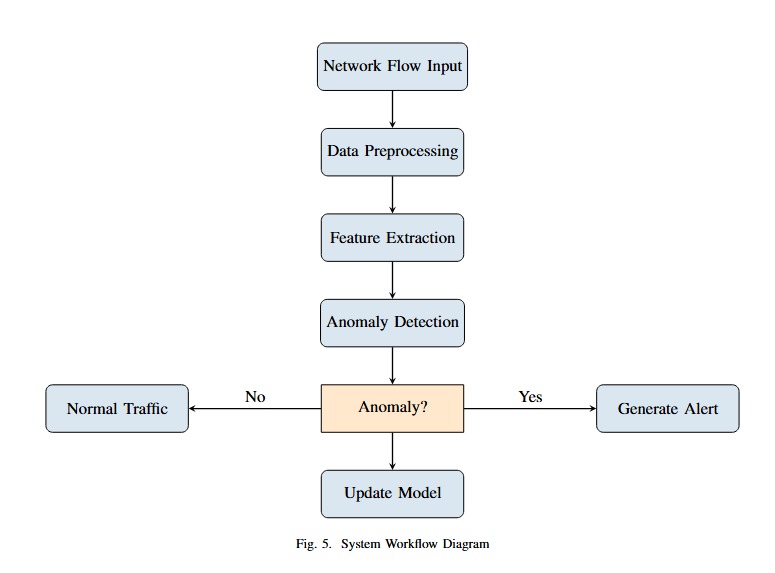 Network Flow Input
Data Preprocessing
Feature Extraction
Anomaly Detection
Normal Traffic
No
Anomaly?
Yes
Generate Alert
Update Model
Fig. 5. System Workflow Diagram